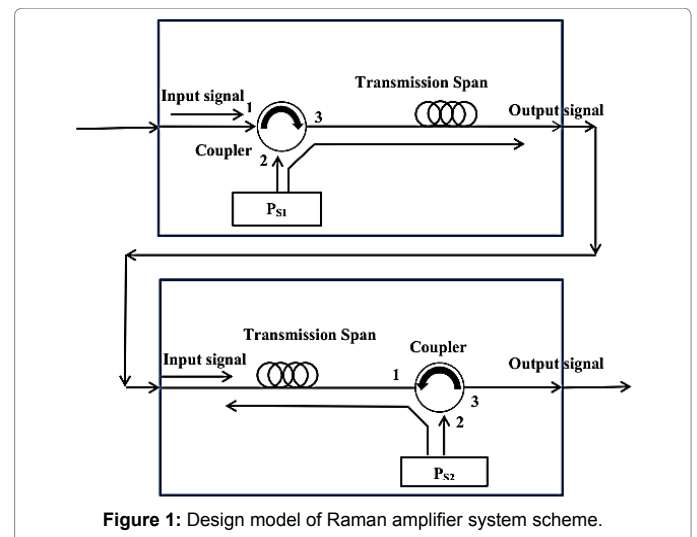 Transmission Span
Input signal
1
3
Output signal
Coupler
2
PS1
Transmission Span
Coupler
Input signal
Output signal
1
3
2
PS2
Figure 1: Design model of Raman amplifier system scheme.